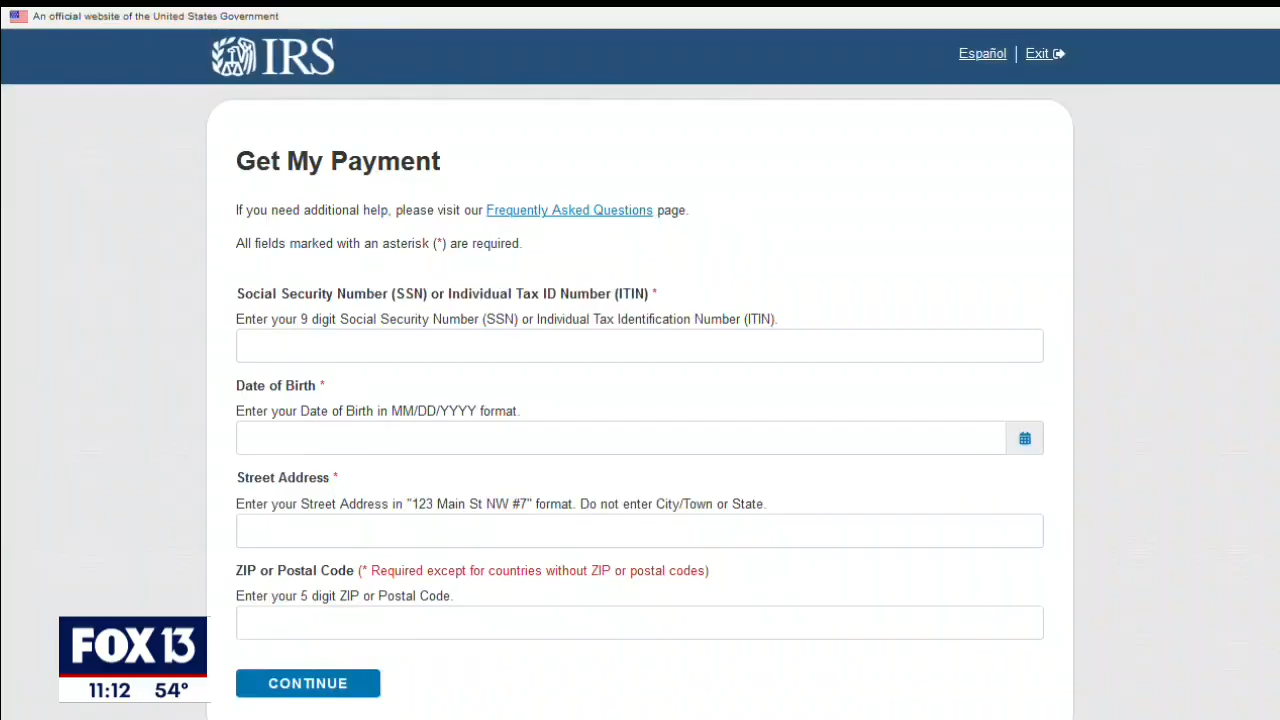 An official website of the United States Government
IRS
Español | Exit
Get My Payment
If you need additional help, please visit our Frequently Asked Questions page.
All fields marked with an asterisk (*) are required.
Social Security Number (SSN) or Individual Tax ID Number (ITIN) *
Enter your 9 digit Social Security Number (SSN) or Individual Tax Identification Number (ITIN).
Date of Birth *
Enter your Date of Birth in MM/DD/YYYY format.
Street Address *
Enter your Street Address in "123 Main St NW #7" format. Do not enter City/Town or State.
ZIP or Postal Code (* Required except for countries without ZIP or postal codes)
Enter your 5 digit ZIP or Postal Code.
CONTINUE
FOX 13
11:12 54°